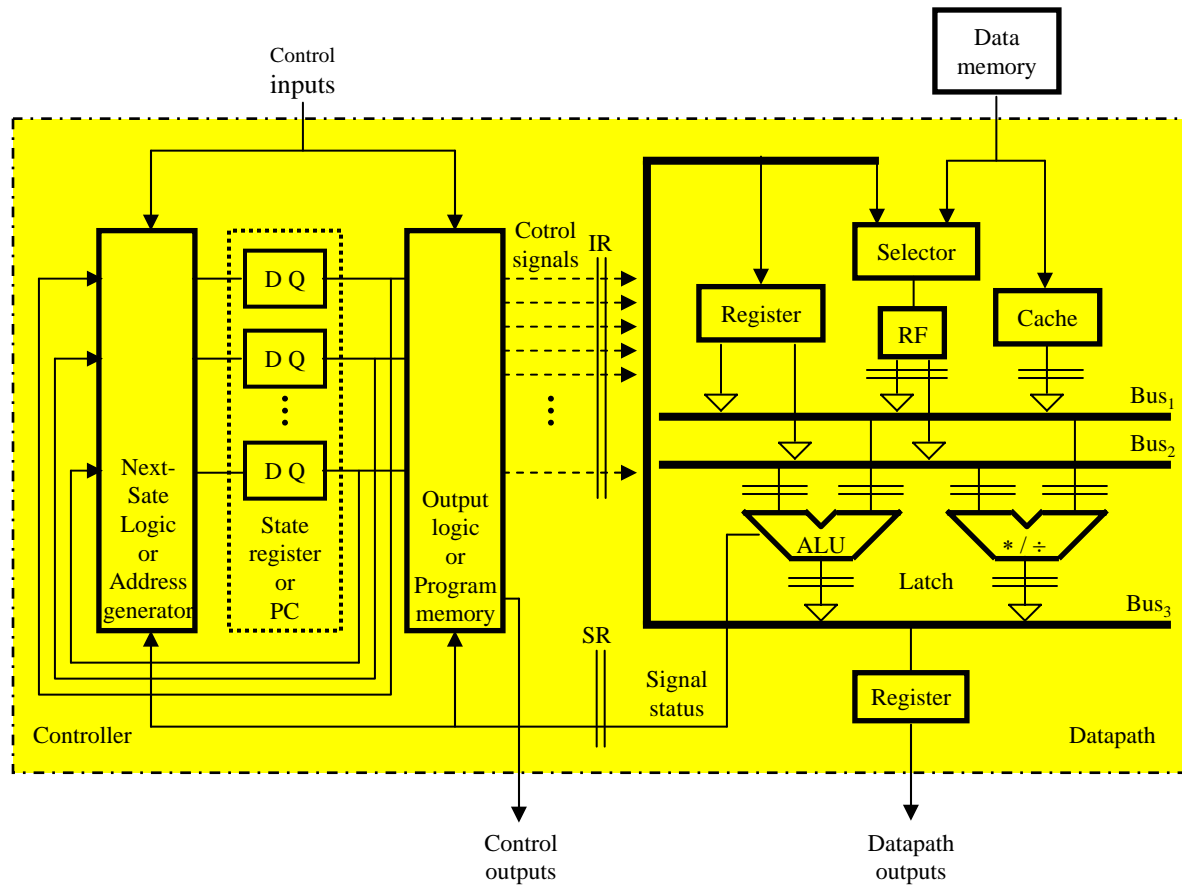 Control
inputs
Data
memory
Cotrol
signals
IR
Selector
Register
RF
Cache
D Q
D Q
D Q
Bus1
Bus2
Bus3
Next-
Sate
Logic
or
Address
generator
State
register
or
PC
Output
logic
or
Program
memory
ALU
* / ÷
Latch
SR
Signal
status
Register
Controller
Datapath
Control
outputs
Datapath
outputs